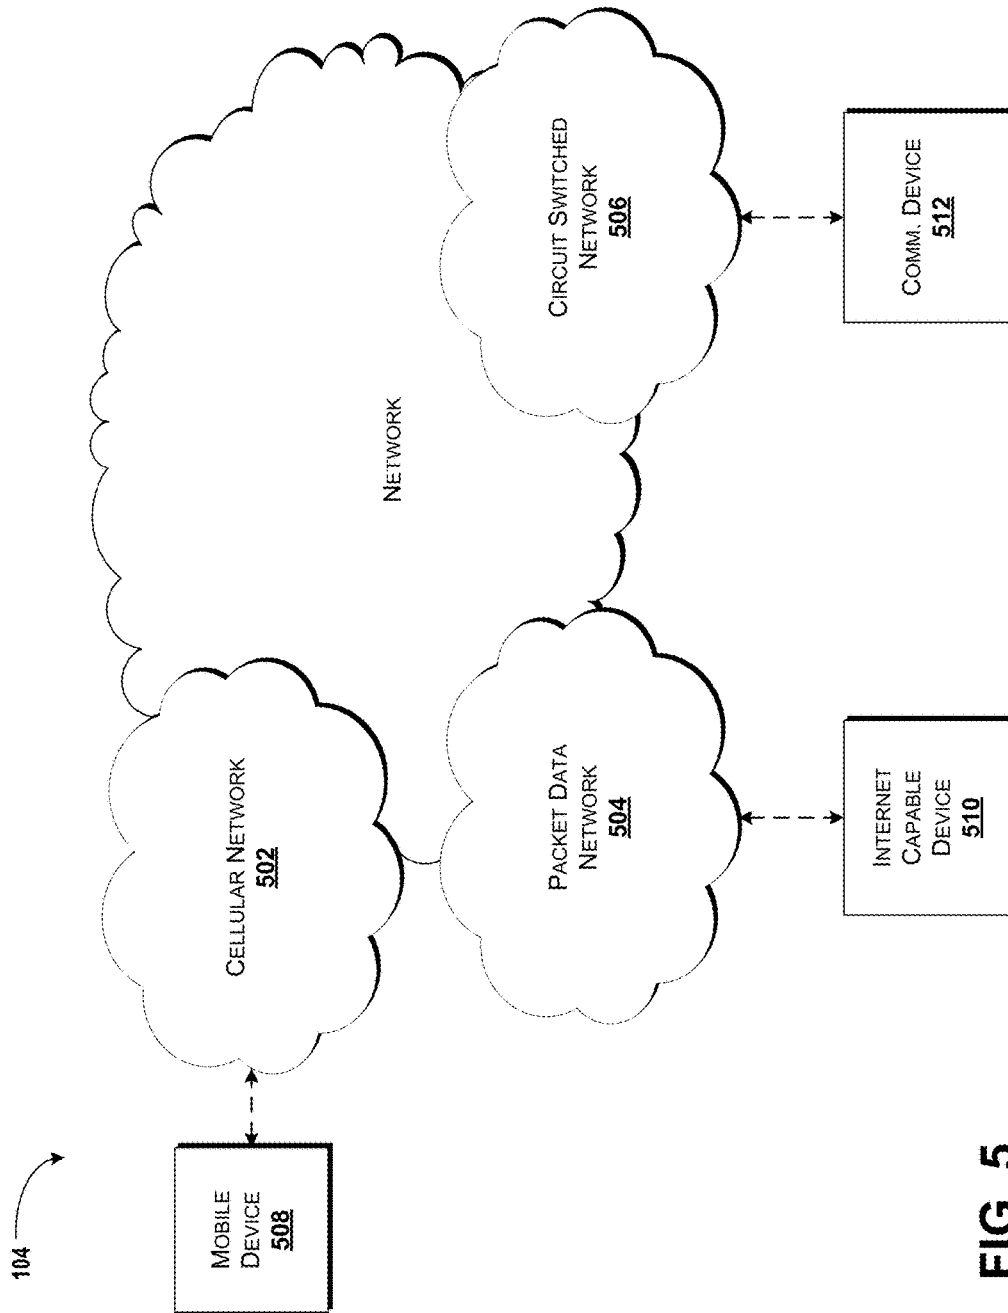 104
MOBILE
DEVICE
508
CELLULAR NETWORK
502
NETWORK
PACKET DATA
NETWORK
504
CIRCUIT SWITCHED
NETWORK
506
INTERNET
CAPABLE
DEVICE
510
COMM. DEVICE
512
FIG. 5